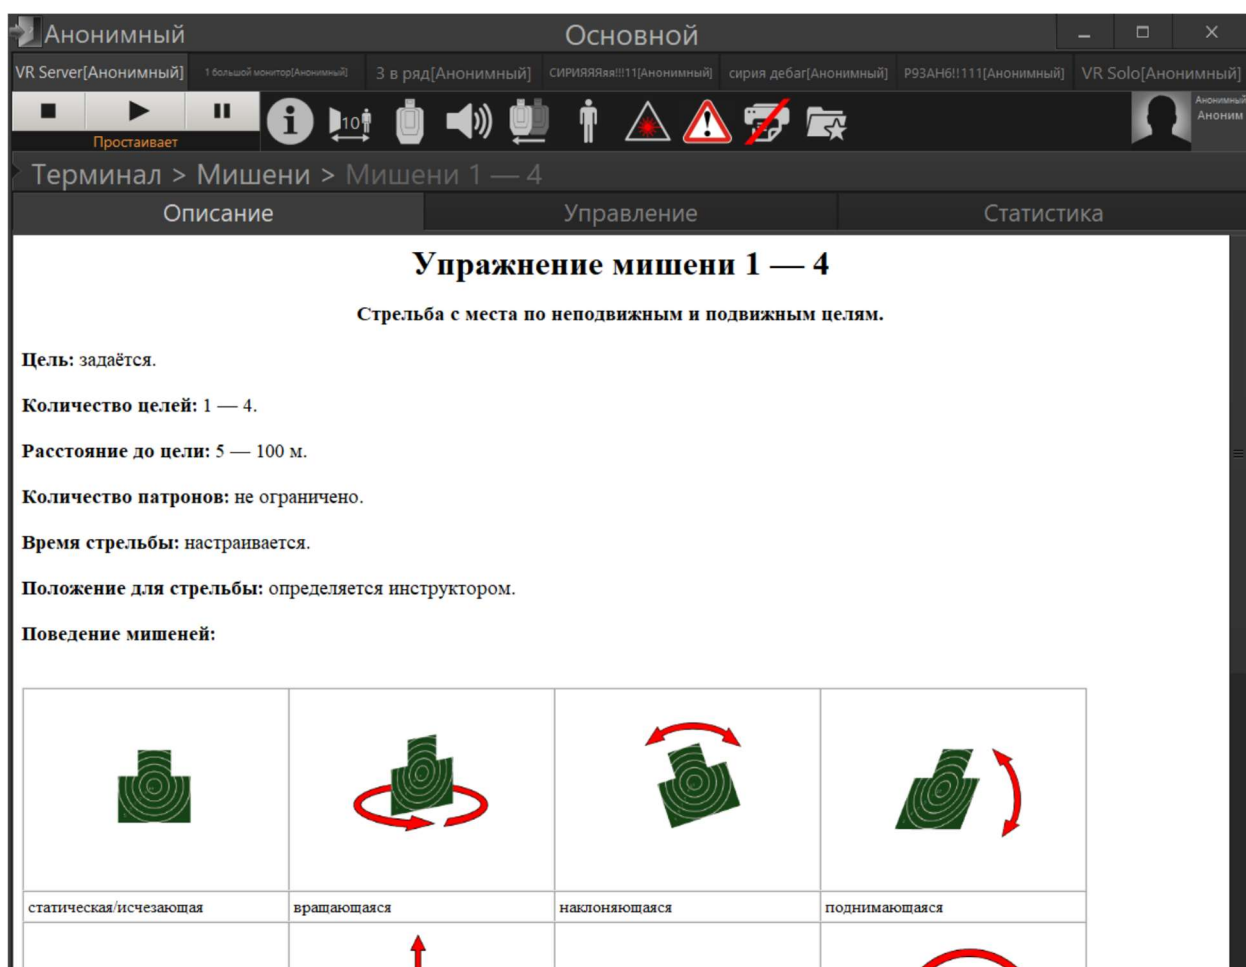 Анонимный
Основной
VR Server[Анонимный]
1 большой монитор[Анонимный]
3 в ряд[Анонимный]
СИРИЯЯЯяя!!!11[Анонимный]
сирия дебаг[Анонимный]
Р93АН6!!111[Анонимный]
VR Solo[Анонимный]
10
Простаивает
Анонимный
Аноним
Терминал > Мишени > Мишени 1 — 4
Описание
Управление
Статистика
Упражнение мишени 1 — 4
Стрельба с места по неподвижным и подвижным целям.
Цель: задаётся.
Количество целей: 1 — 4.
Расстояние до цели: 5 — 100 м.
Количество патронов: не ограничено.
Время стрельбы: настраивается.
Положение для стрельбы: определяется инструктором.
Поведение мишеней:
статическая/исчезающая
вращающаяся
наклоняющаяся
поднимающаяся